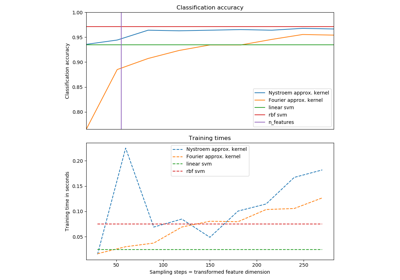 Classification accuracy
1.00
0.95
0.90
0.85
0.80
Classification accuracy
Nystroem approx. kernel
Fourier approx. kernel
linear svm
rbf svm
n_features
Training times
0.20
0.15
0.10
0.05
Training time in seconds
Nystroem approx. kernel
Fourier approx. kernel
linear svm
rbf svm
50
100
150
200
250
Sampling steps = transformed feature dimension